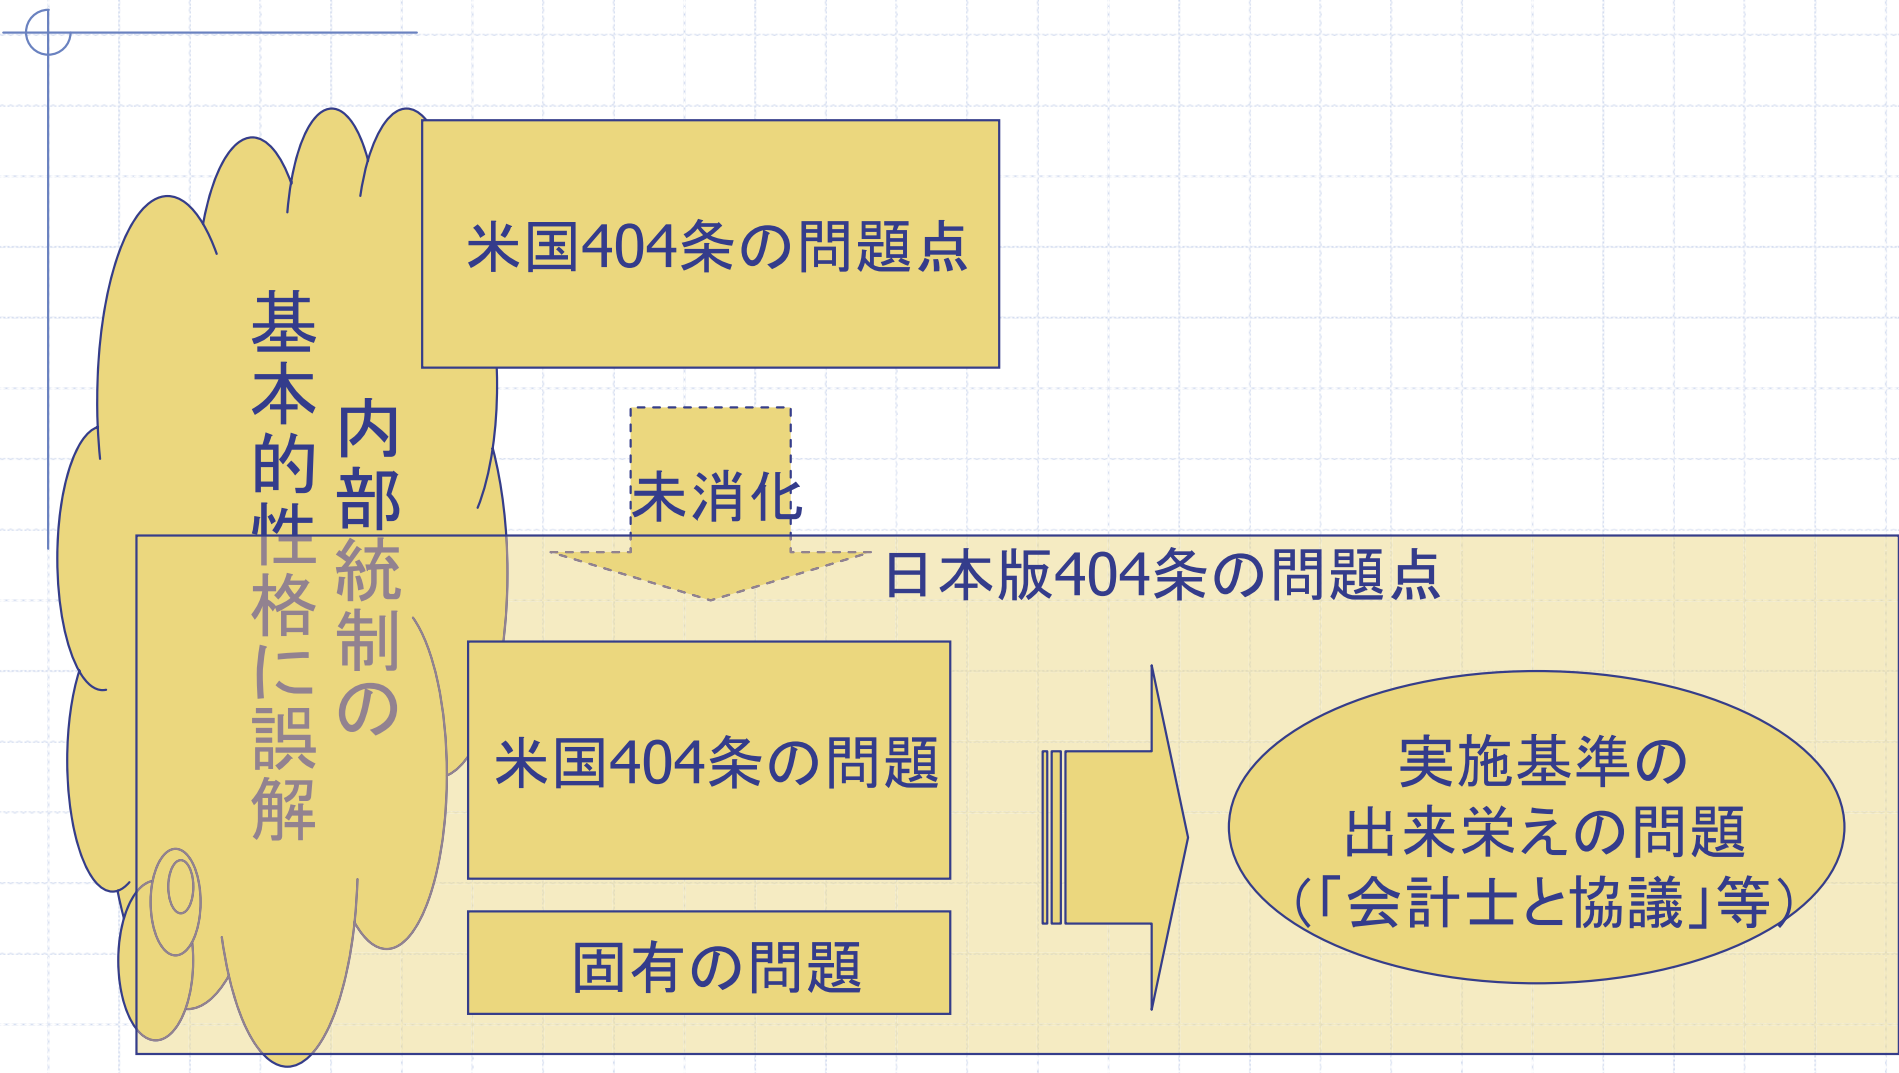 米国404条の問題点
内部統制の
基本的性格に誤解
未消化
日本版404条の問題点
米国404条の問題
固有の問題
実施基準の
出来栄えの問題
（｢会計士と協議｣等）